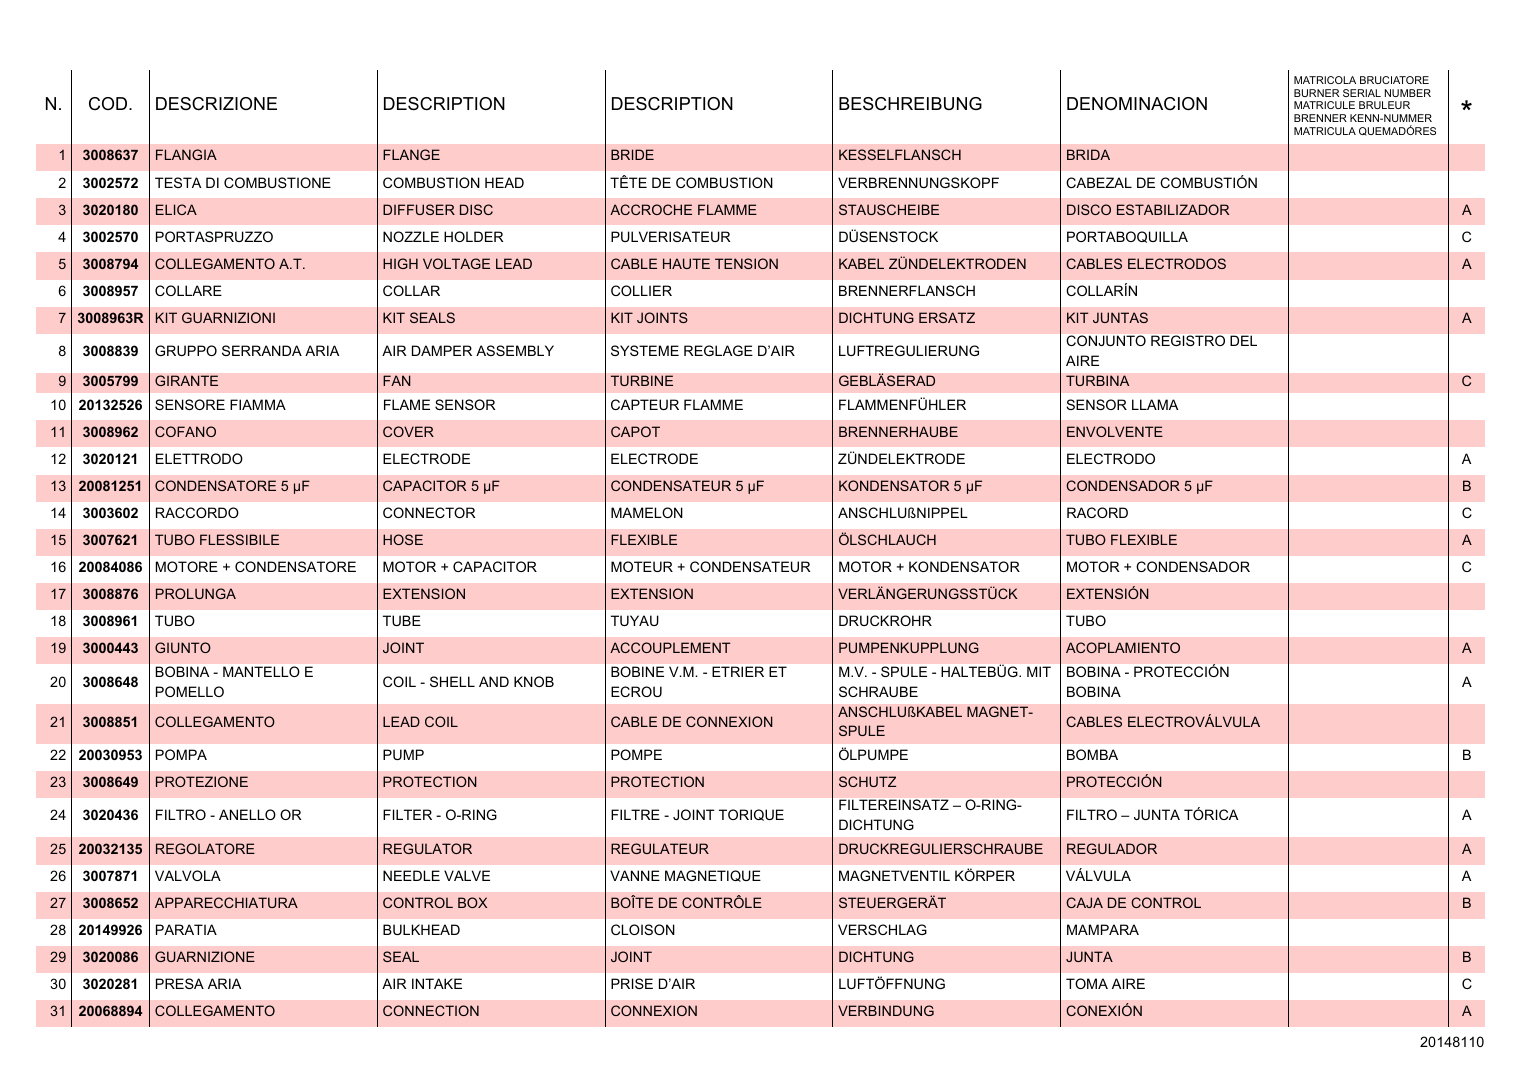 N. COD. DESCRIZIONE DESCRIPTION DESCRIPTION BESCHREIBUNG DENOMINACION MATRICOLA BRUCIATORE
BURNER SERIAL NUMBER
MATRICULE BRULEUR
BRENNER KENN-NUMMER
MATRICULA QUEMADÓRES *
1 3008637 FLANGIA FLANGE BRIDE KESSELFLANSCH BRIDA
2 3002572 TESTA DI COMBUSTIONE COMBUSTION HEAD TÊTE DE COMBUSTION VERBRENNUNGSKOPF CABEZAL DE COMBUSTIÓN
3 3020180 ELICA DIFFUSER DISC ACCROCHE FLAMME STAUSCHEIBE DISCO ESTABILIZADOR A
4 3002570 PORTASPRUZZO NOZZLE HOLDER PULVERISATEUR DÜSENSTOCK PORTABOQUILLA C
5 3008794 COLLEGAMENTO A.T. HIGH VOLTAGE LEAD CABLE HAUTE TENSION KABEL ZÜNDELEKTRODEN CABLES ELECTRODOS A
6 3008957 COLLARE COLLAR COLLIER BRENNERFLANSCH COLLARÍN
7 3008963R KIT GUARNIZIONI KIT SEALS KIT JOINTS DICHTUNG ERSATZ KIT JUNTAS A
8 3008839 GRUPPO SERRANDA ARIA AIR DAMPER ASSEMBLY SYSTEME REGLAGE D’AIR LUFTREGULIERUNG CONJUNTO REGISTRO DEL
AIRE
9 3005799 GIRANTE FAN TURBINE GEBLÄSERAD TURBINA C
10 20132526 SENSORE FIAMMA FLAME SENSOR CAPTEUR FLAMME FLAMMENFÜHLER SENSOR LLAMA
11 3008962 COFANO COVER CAPOT BRENNERHAUBE ENVOLVENTE
12 3020121 ELETTRODO ELECTRODE ELECTRODE ZÜNDELEKTRODE ELECTRODO A
13 20081251 CONDENSATORE 5 µF CAPACITOR 5 µF CONDENSATEUR 5 µF KONDENSATOR 5 µF CONDENSADOR 5 µF B
14 3003602 RACCORDO CONNECTOR MAMELON ANSCHLUßNIPPEL RACORD C
15 3007621 TUBO FLESSIBILE HOSE FLEXIBLE ÖLSCHLAUCH TUBO FLEXIBLE A
16 20084086 MOTORE + CONDENSATORE MOTOR + CAPACITOR MOTEUR + CONDENSATEUR MOTOR + KONDENSATOR MOTOR + CONDENSADOR C
17 3008876 PROLUNGA EXTENSION EXTENSION VERLÄNGERUNGSSTÜCK EXTENSIÓN
18 3008961 TUBO TUBE TUYAU DRUCKROHR TUBO
19 3000443 GIUNTO JOINT ACCOUPLEMENT PUMPENKUPPLUNG ACOPLAMIENTO A
20 3008648 BOBINA - MANTELLO E
POMELLO COIL - SHELL AND KNOB BOBINE V.M. - ETRIER ET
ECROU M.V. - SPULE - HALTEBÜG. MIT
SCHRAUBE BOBINA - PROTECCIÓN
BOBINA A
21 3008851 COLLEGAMENTO LEAD COIL CABLE DE CONNEXION ANSCHLUßKABEL MAGNET-
SPULE CABLES ELECTROVÁLVULA
22 20030953 POMPA PUMP POMPE ÖLPUMPE BOMBA B
23 3008649 PROTEZIONE PROTECTION PROTECTION SCHUTZ PROTECCIÓN
24 3020436 FILTRO - ANELLO OR FILTER - O-RING FILTRE - JOINT TORIQUE FILTEREINSATZ – O-RING-
DICHTUNG FILTRO – JUNTA TÓRICA A
25 20032135 REGOLATORE REGULATOR REGULATEUR DRUCKREGULIERSCHRAUBE REGULADOR A
26 3007871 VALVOLA NEEDLE VALVE VANNE MAGNETIQUE MAGNETVENTIL KÖRPER VÁLVULA A
27 3008652 APPARECCHIATURA CONTROL BOX BOÎTE DE CONTRÔLE STEUERGERÄT CAJA DE CONTROL B
28 20149926 PARATIA BULKHEAD CLOISON VERSCHLAG MAMPARA
29 3020086 GUARNIZIONE SEAL JOINT DICHTUNG JUNTA B
30 3020281 PRESA ARIA AIR INTAKE PRISE D’AIR LUFTÖFFNUNG TOMA AIRE C
31 20068894 COLLEGAMENTO CONNECTION CONNEXION VERBINDUNG CONEXIÓN A
20148110